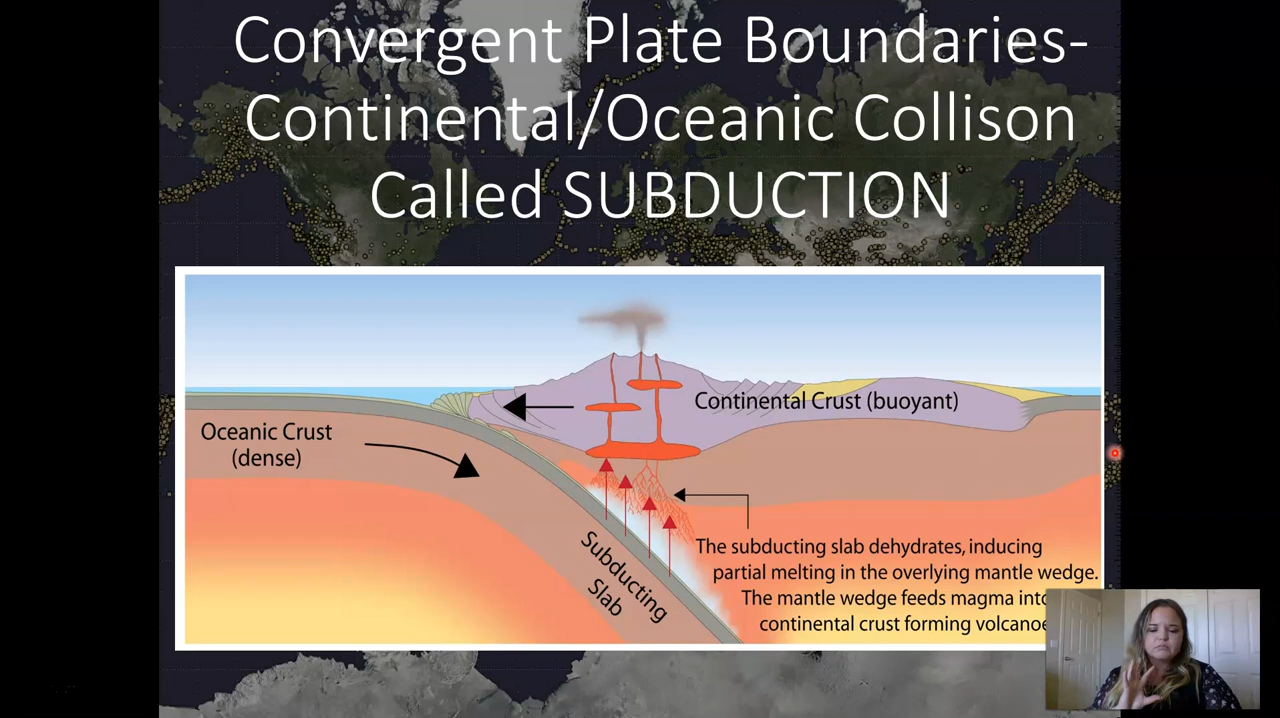 Convergent Plate Boundaries-
Continental/Oceanic Collison
Called SUBDUCTION
Continental Crust (buoyant)
Oceanic Crust
(dense)
Subducting
Slab
The subducting slab dehydrates, inducing
partial melting in the overlying mantle wedge.
The mantle wedge feeds magma into
continental crust forming